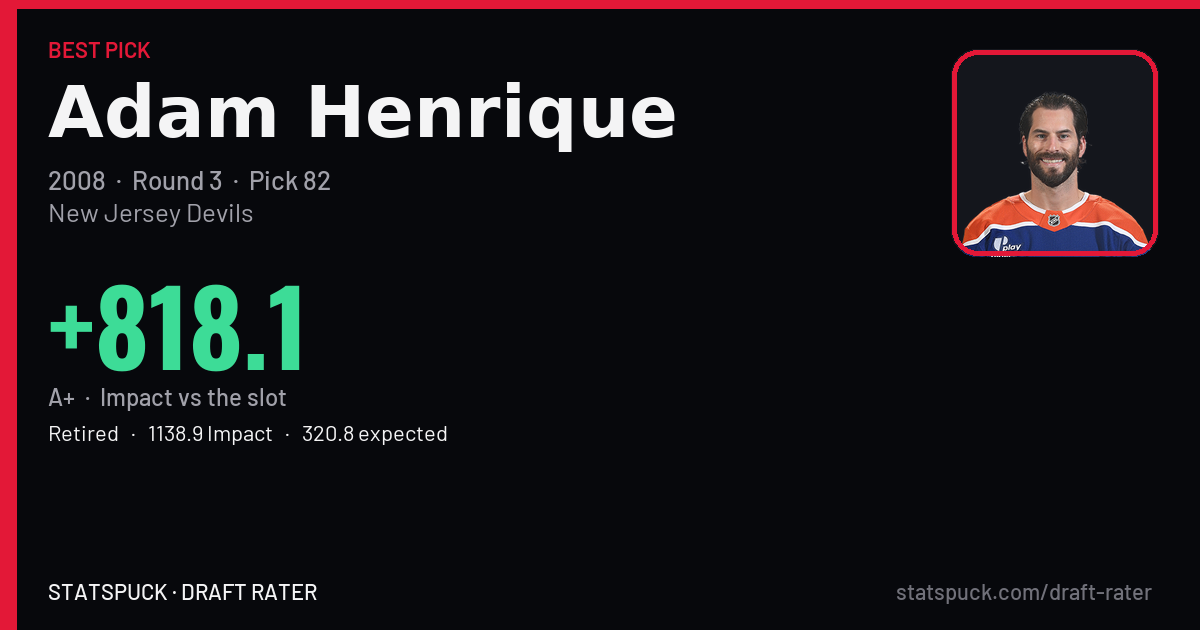 BEST PICK
Adam Henrique
2008 · Round 3 · Pick 82
New Jersey Devils
play
+818.1
A+ · Impact vs the slot
Retired · 1138.9 Impact · 320.8 expected
STATSPUCK · DRAFT RATER
statspuck.com/draft-rater